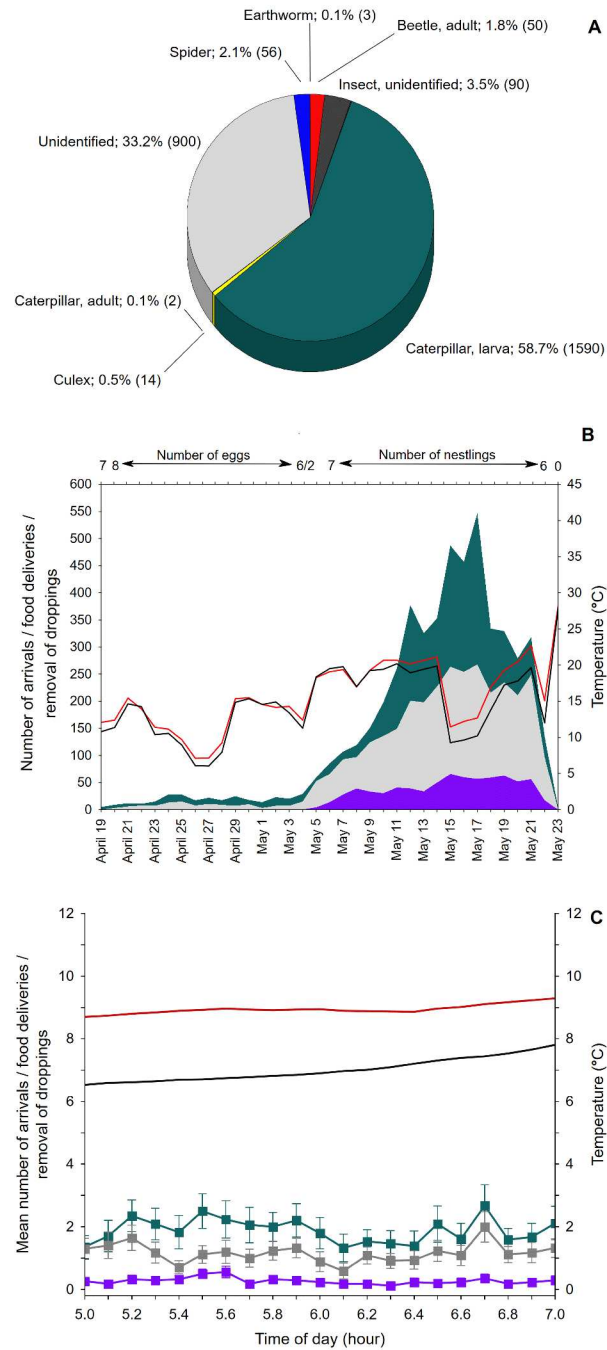 Earthworm; 0.1% (3)
Beetle, adult; 1.8% (50)
A
Spider; 2.1% (56)
Insect, unidentified; 3.5% (90)
Unidentified; 33.2% (900)
Caterpillar, adult; 0.1% (2)
Caterpillar, larva; 58.7% (1590)
Culex; 0.5% (14)
B
7 8 Number of eggs 6/2 7 Number of nestlings 6 0
600
550
500
450
400
350
300
250
200
150
100
50
0
Number of arrivals / food deliveries /
removal of droppings
45
40
35
30
25
20
15
10
5
0
Temperature (°C)
April 19
April 21
April 23
April 25
April 27
April 29
May 1
May 3
May 5
May 7
May 9
May 11
May 13
May 15
May 17
May 19
May 21
May 23
C
12
10
8
6
4
2
0
Mean number of arrivals / food deliveries /
removal of droppings
12
10
8
6
4
2
0
Temperature (°C)
5.0 5.2 5.4 5.6 5.8 6.0 6.2 6.4 6.6 6.8 7.0
Time of day (hour)